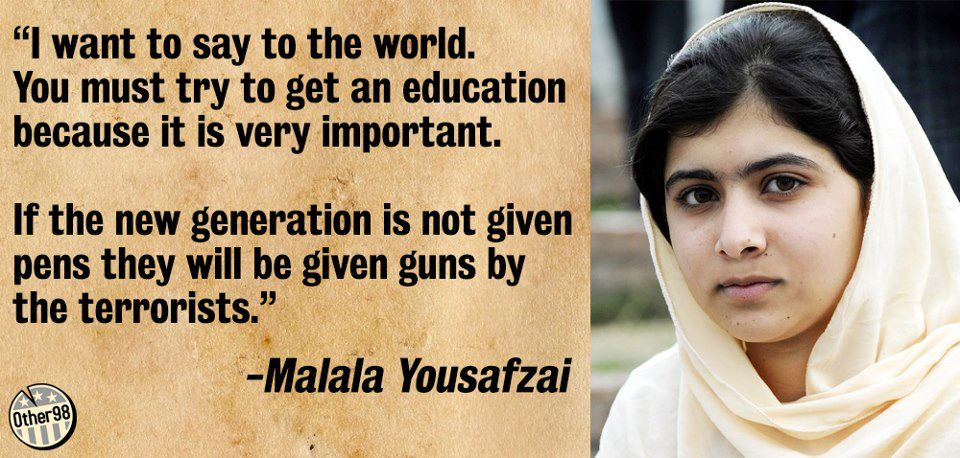 “I want to say to the world.
You must try to get an education
because it is very important.
If the new generation is not given
pens they will be given guns by
the terrorists.”
-Malala Yousafzai
Other98